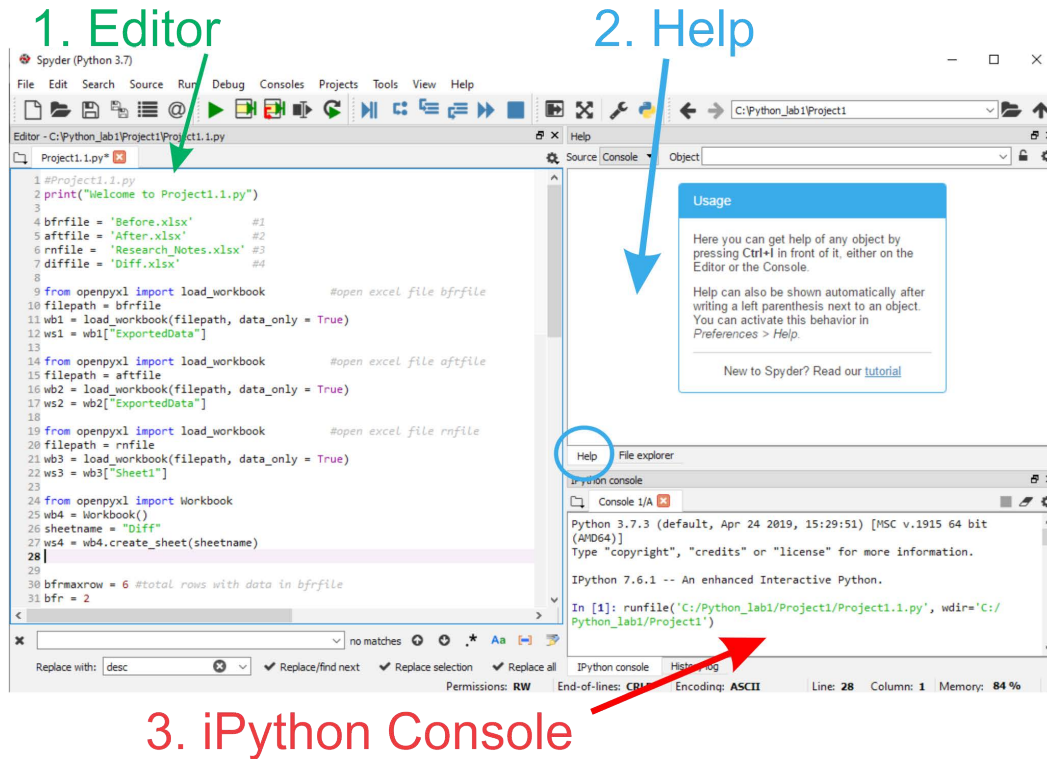 1. Editor
2. Help
Spyder (Python 3.7)
File Edit Search Source Run Debug Consoles Projects Tools View Help
C:\Python_lab1\Project1
Editor - C:\Python_lab1\Project1\Project1.1.py
Project1.1.py*
1 #Project1.1.py
2 print("Welcome to Project1.1.py")
3
4 bfrfile = 'Before.xlsx' #1
5 aftfile = 'After.xlsx' #2
6 rnfile = 'Research_Notes.xlsx' #3
7 diffile = 'Diff.xlsx' #4
8
9 from openpyxl import load_workbook #open excel file bfrfile
10 filepath = bfrfile
11 wb1 = load_workbook(filepath, data_only = True)
12 ws1 = wb1["ExportedData"]
13
14 from openpyxl import load_workbook #open excel file aftfile
15 filepath = aftfile
16 wb2 = load_workbook(filepath, data_only = True)
17 ws2 = wb2["ExportedData"]
18
19 from openpyxl import load_workbook #open excel file rnfile
20 filepath = rnfile
21 wb3 = load_workbook(filepath, data_only = True)
22 ws3 = wb3["Sheet1"]
23
24 from openpyxl import Workbook
25 wb4 = Workbook()
26 sheetname = "Diff"
27 ws4 = wb4.create_sheet(sheetname)
28
29
30 bfrmaxrow = 6 #total rows with data in bfrfile
31 bfr = 2
no matches .* Aa
Replace with: desc Replace/find next Replace selection Replace all
Help
Source Console Object
Usage
Here you can get help of any object by
pressing Ctrl+I in front of it, either on the
Editor or the Console.
Help can also be shown automatically after
writing a left parenthesis next to an object.
You can activate this behavior in
Preferences > Help.
New to Spyder? Read our tutorial
Help File explorer
IPython console
Console 1/A
Python 3.7.3 (default, Apr 24 2019, 15:29:51) [MSC v.1915 64 bit
(AMD64)]
Type "copyright", "credits" or "license" for more information.
IPython 7.6.1 -- An enhanced Interactive Python.
In [1]: runfile('C:/Python_lab1/Project1/Project1.1.py', wdir='C:/
Python_lab1/Project1')
IPython console History log
Permissions: RW End-of-lines: CRLF Encoding: ASCII Line: 28 Column: 1 Memory: 84 %
3. iPython Console